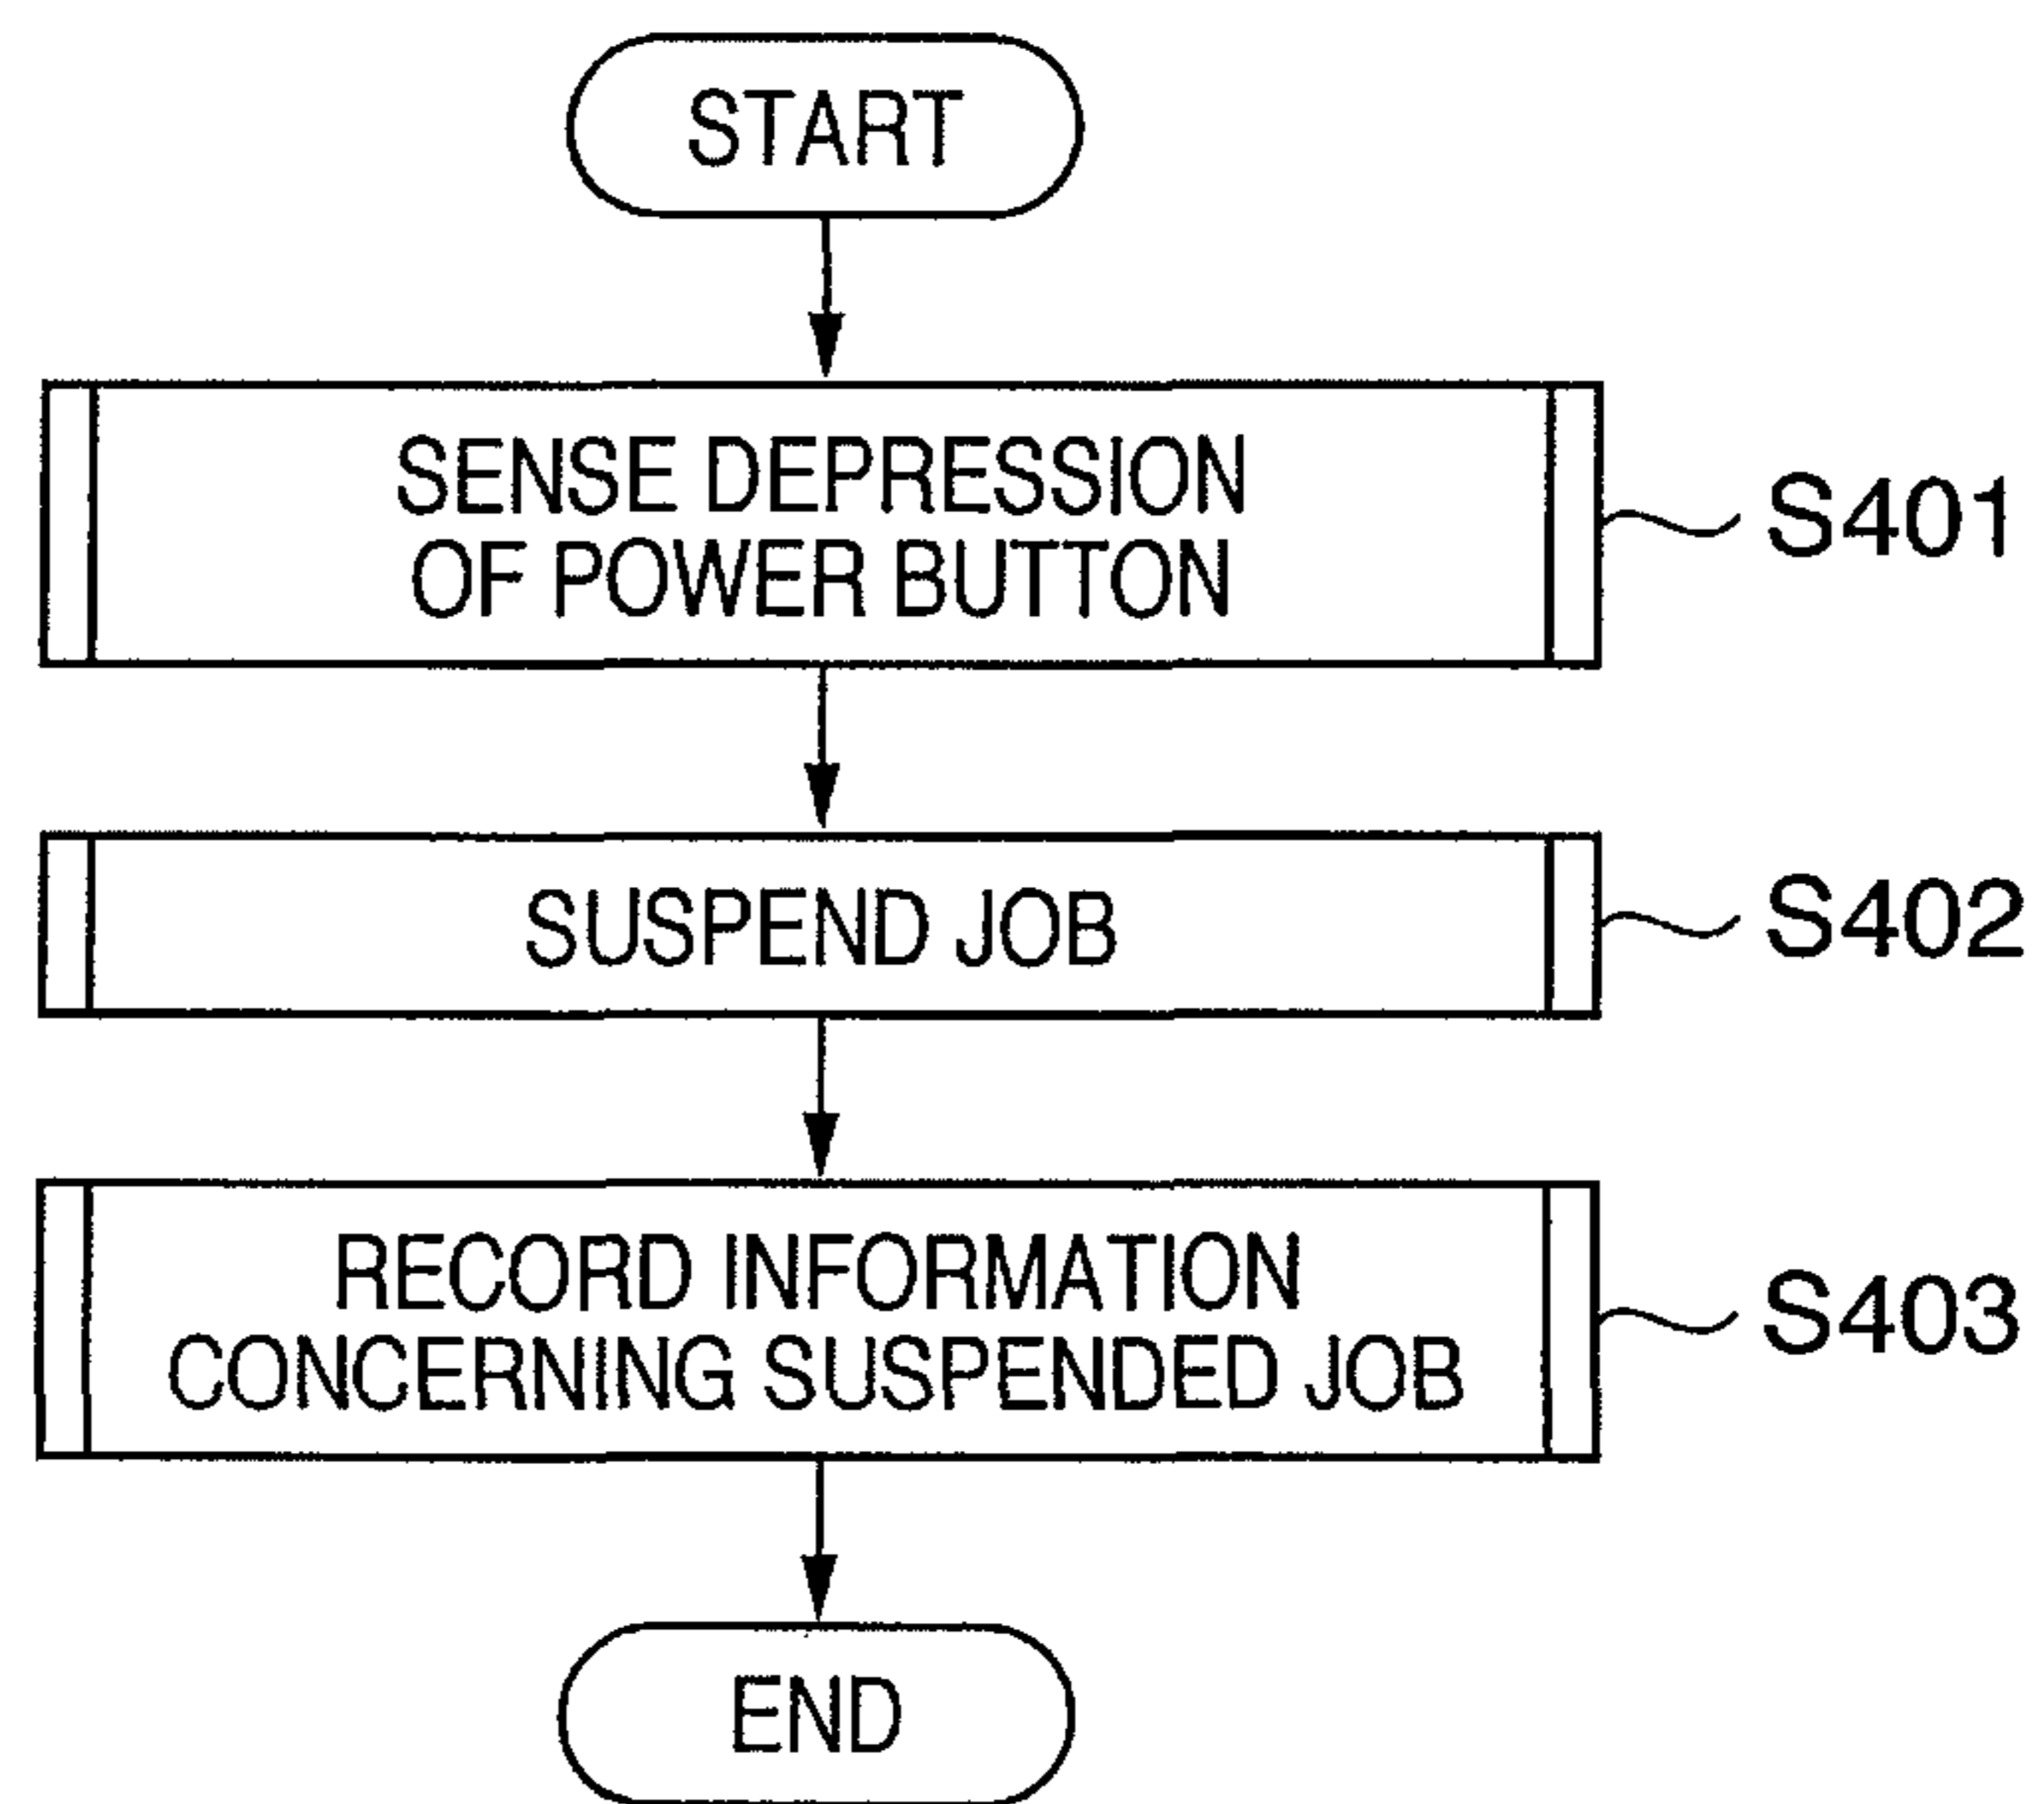 START
SENSE DEPRESSION
OF POWER BUTTON
S401
SUSPEND JOB
S402
RECORD INFORMATION
CONCERNING SUSPENDED JOB
S403
END